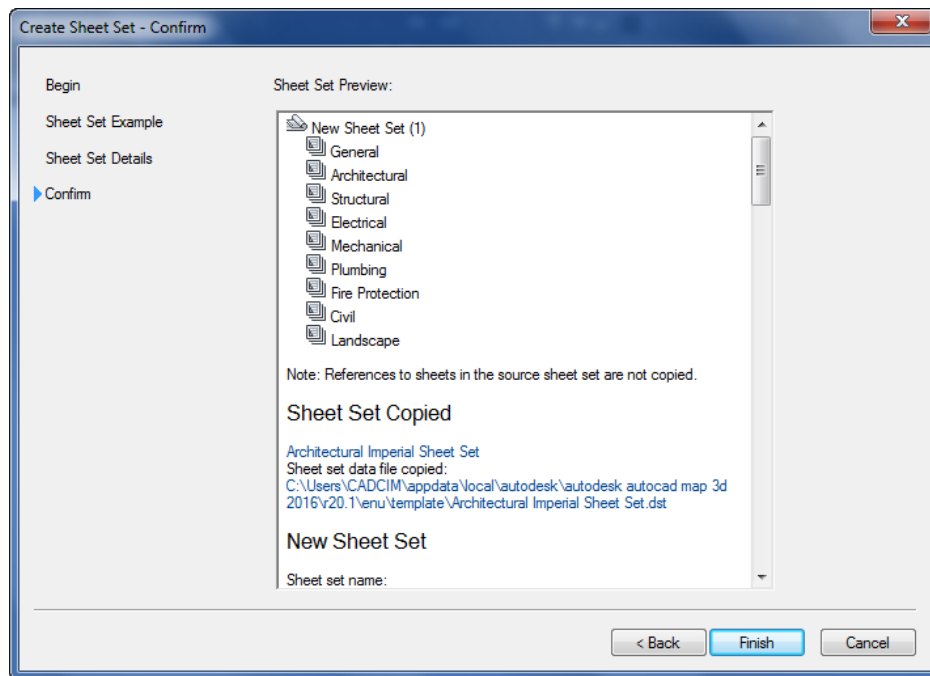 Create Sheet Set - Confirm
Begin
Sheet Set Example
Sheet Set Details
Confirm
Sheet Set Preview:
New Sheet Set (1)
General
Architectural
Structural
Electrical
Mechanical
Plumbing
Fire Protection
Civil
Landscape
Note: References to sheets in the source sheet set are not copied.
Sheet Set Copied
Architectural Imperial Sheet Set
Sheet set data file copied:
C:\Users\CADCIM\appdata\local\autodesk\autodesk autocad map 3d
2016\r20.1\enu\template\Architectural Imperial Sheet Set.dst
New Sheet Set
Sheet set name:
< Back
Finish
Cancel